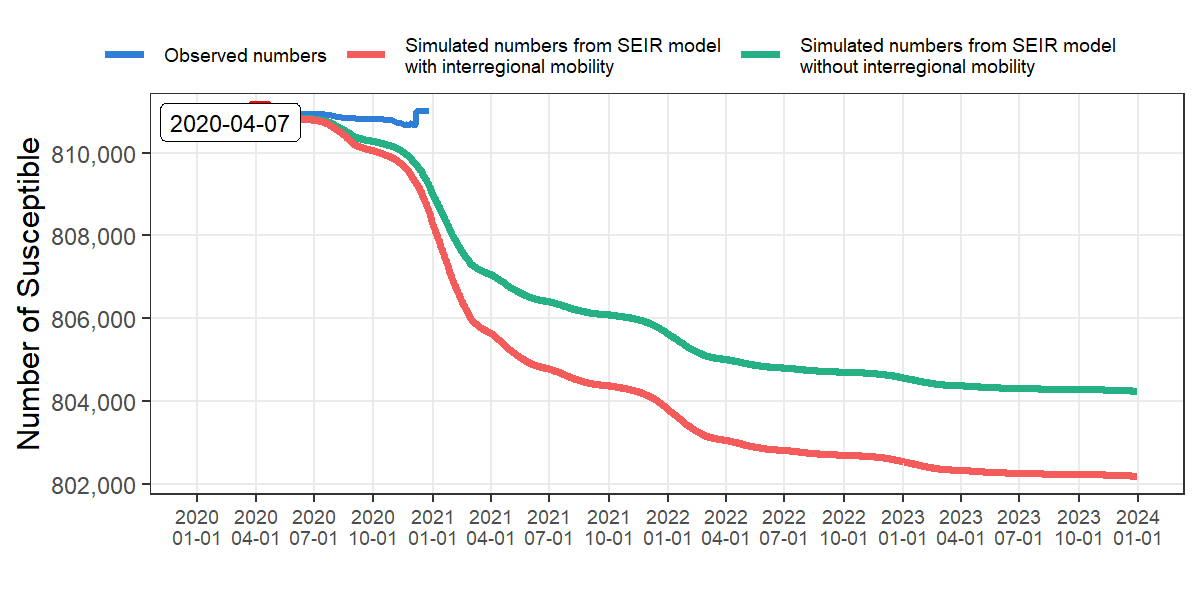 Observed numbers
Simulated numbers from SEIR model
with interregional mobility
Simulated numbers from SEIR model
without interregional mobility
2020-04-07
Number of Susceptible
810,000
808,000
806,000
804,000
802,000
2020 2020 2020 2020 2021 2021 2021 2021 2022 2022 2022 2022 2023 2023 2023 2023 2024
01-01 04-01 07-01 10-01 01-01 04-01 07-01 10-01 01-01 04-01 07-01 10-01 01-01 04-01 07-01 10-01 01-01